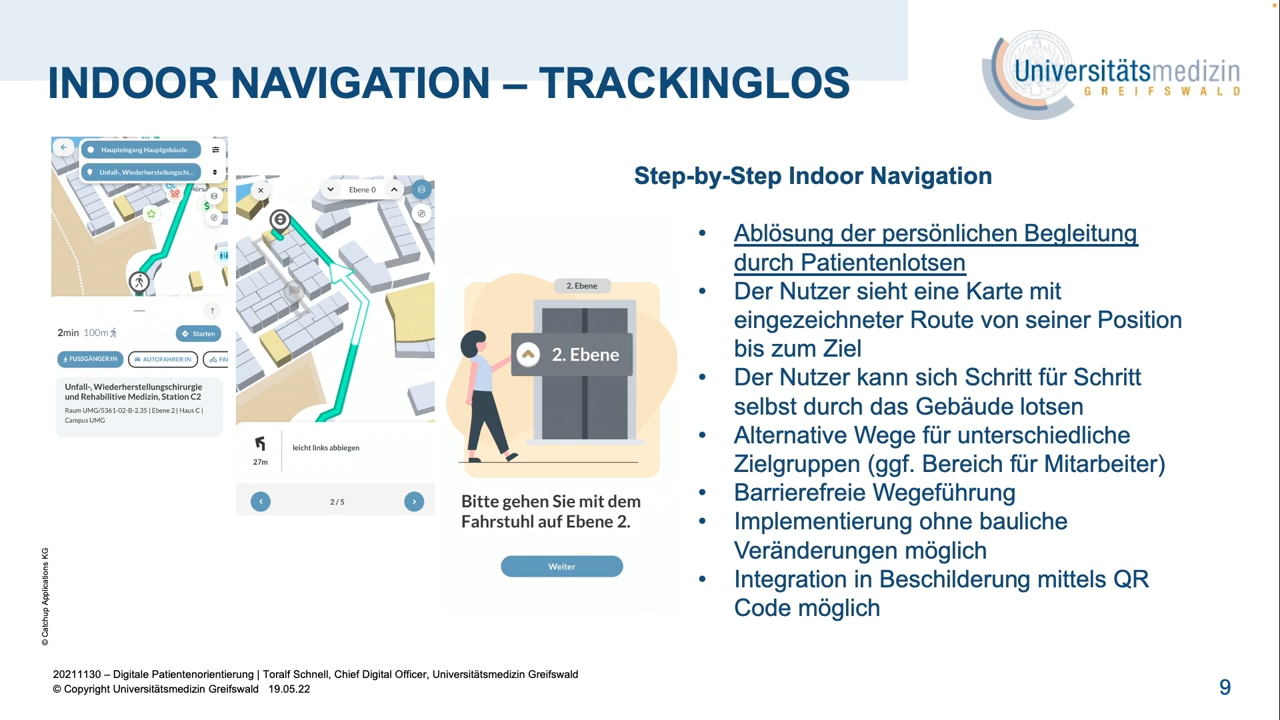 INDOOR NAVIGATION – TRACKINGLOS
Universitätsmedizin
GREIFSWALD
Haupteingang Hauptgebäude
Unfall-, Wiederherstellungschi...
2min 100m
Starten
FUSSGÄNGER:IN
AUTOFAHRER:IN
FAI
Unfall-, Wiederherstellungschirurgie
und Rehabilitive Medizin, Station C2
Raum UMG/5361-02-B-2.35 | Ebene 2 | Haus C |
Campus UMG
Ebene 0
27m
leicht links abbiegen
2 / 5
2. Ebene
2. Ebene
Bitte gehen Sie mit dem
Fahrstuhl auf Ebene 2.
Weiter
Step-by-Step Indoor Navigation
• Ablösung der persönlichen Begleitung
durch Patientenlotsen
• Der Nutzer sieht eine Karte mit
eingezeichneter Route von seiner Position
bis zum Ziel
• Der Nutzer kann sich Schritt für Schritt
selbst durch das Gebäude lotsen
• Alternative Wege für unterschiedliche
Zielgruppen (ggf. Bereich für Mitarbeiter)
• Barrierefreie Wegeführung
• Implementierung ohne bauliche
Veränderungen möglich
• Integration in Beschilderung mittels QR
Code möglich
© Catchup Applications KG
20211130 – Digitale Patientenorientierung | Toralf Schnell, Chief Digital Officer, Universitätsmedizin Greifswald
© Copyright Universitätsmedizin Greifswald 19.05.22
9